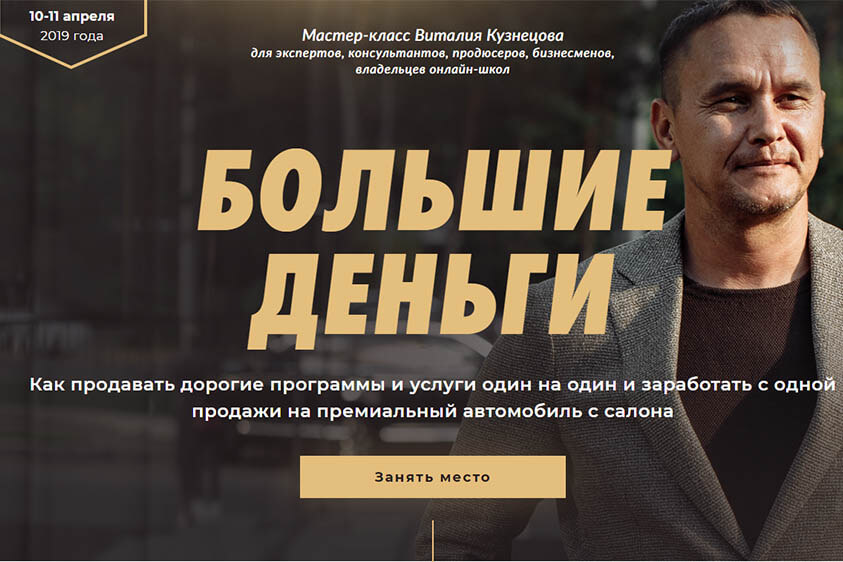 10-11 апреля
2019 года
Мастер-класс Виталия Кузнецова
для экспертов, консультантов, продюсеров, бизнесменов,
владельцев онлайн-школ
БОЛЬШИЕ
ДЕНЬГИ
Как продавать дорогие программы и услуги один на один и заработать с одной
продажи на премиальный автомобиль с салона
Занять место